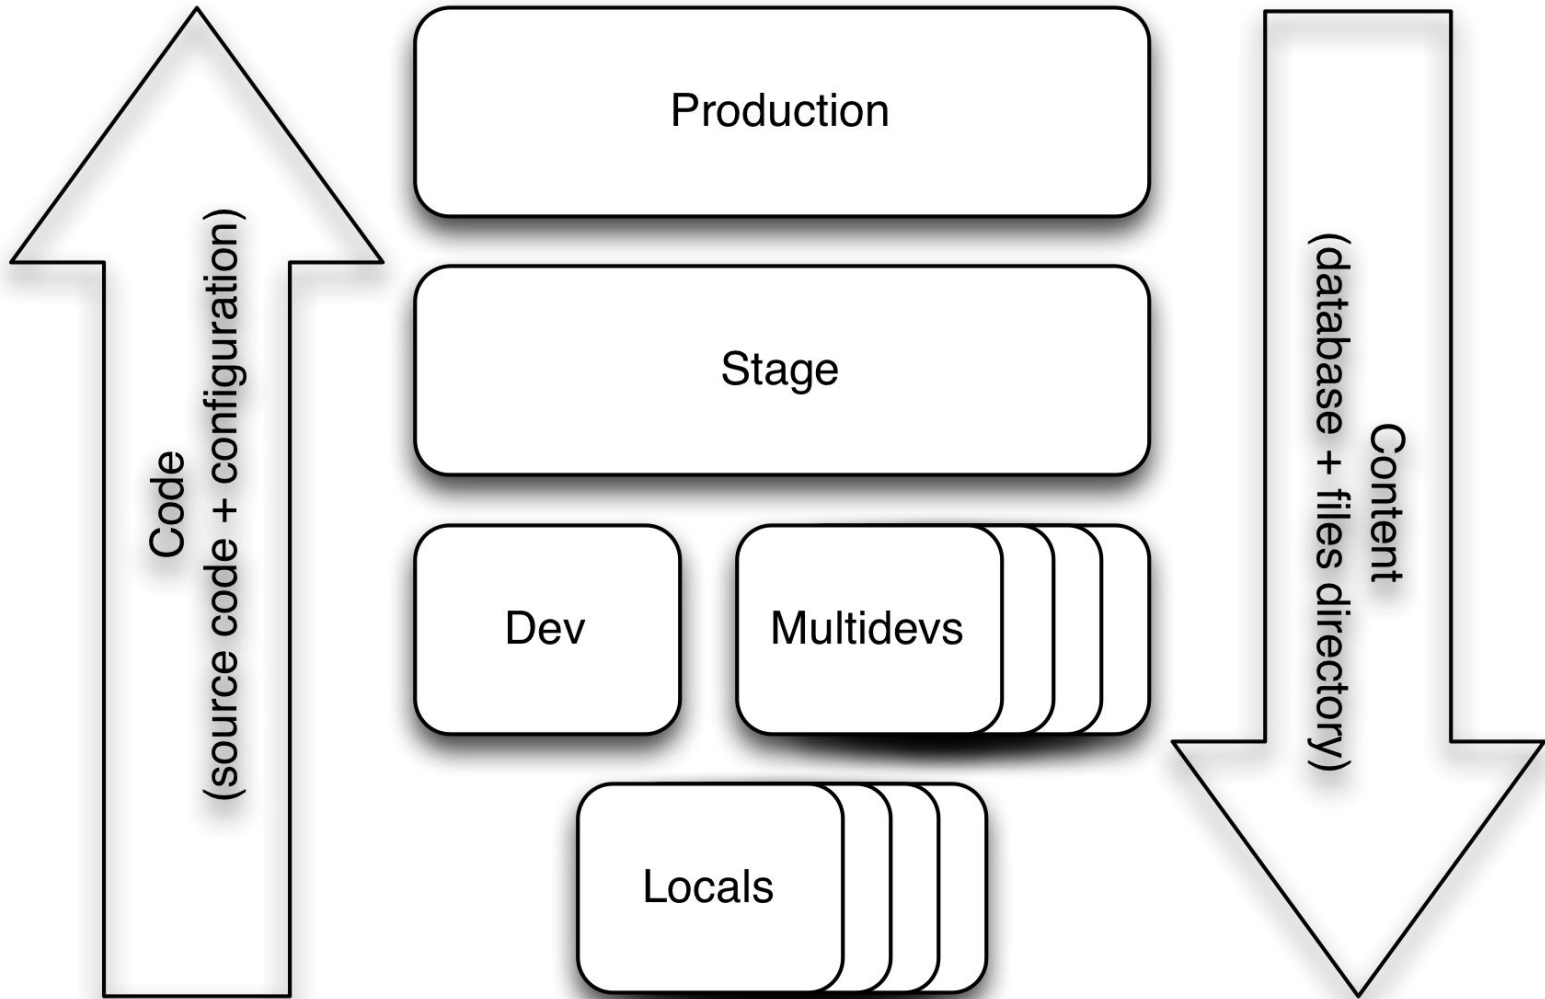 Production
Code
(source code + configuration)
Stage
Content
(database + files directory)
Dev
Multidevs
Locals